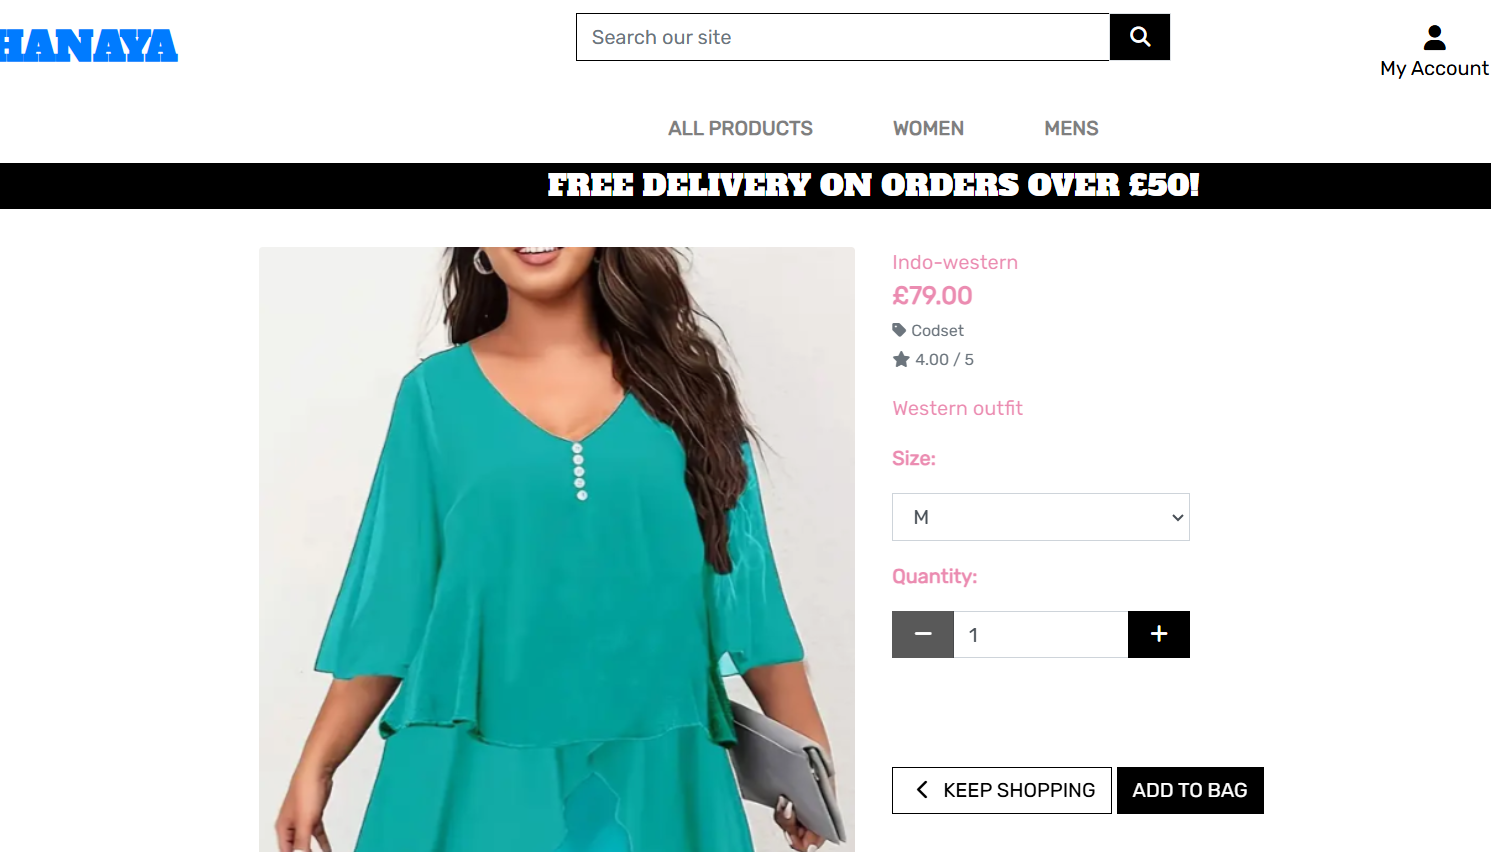 HANAYA
Search our site
My Account
ALL PRODUCTS WOMEN MENS
FREE DELIVERY ON ORDERS OVER £50!
Indo-western
£79.00
Codset
4.00 / 5
Western outfit
Size:
M
Quantity:
1
KEEP SHOPPING ADD TO BAG